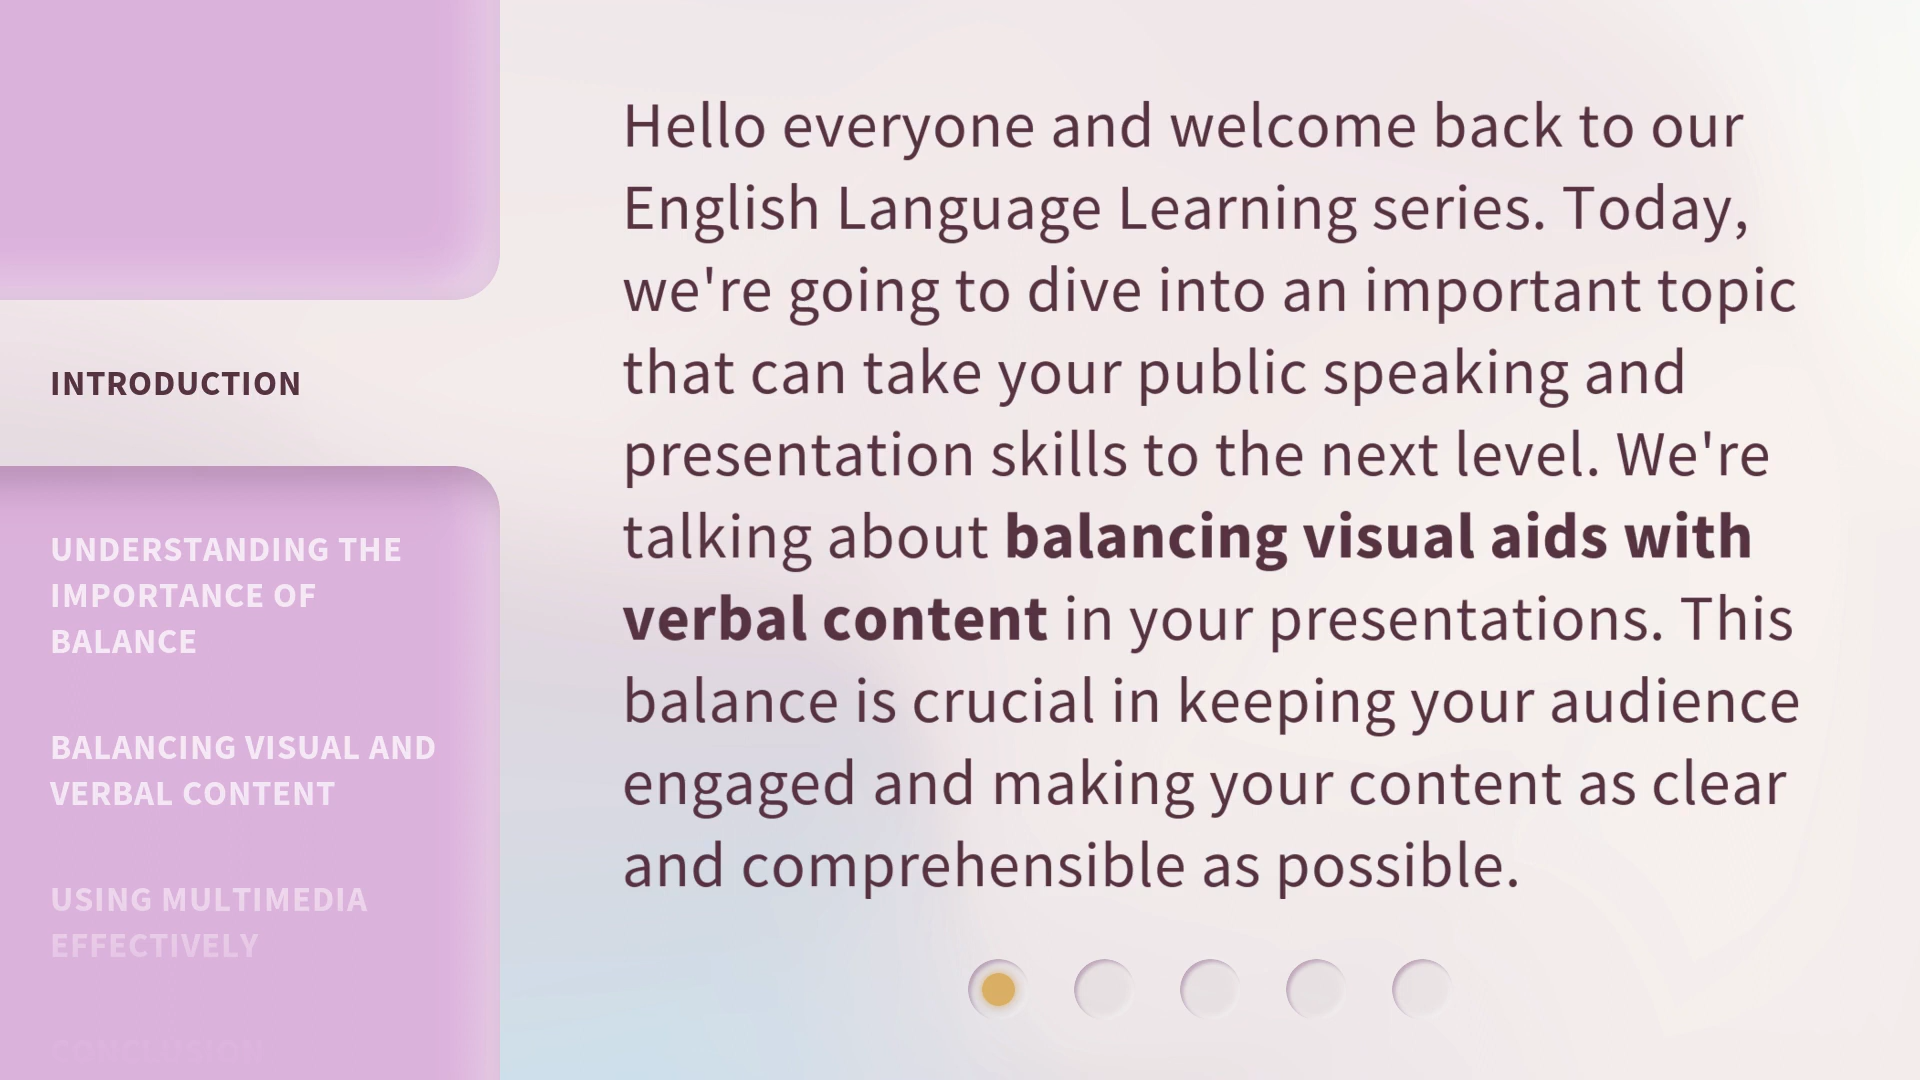 INTRODUCTION
UNDERSTANDING THE
IMPORTANCE OF
BALANCE
BALANCING VISUAL AND
VERBAL CONTENT
USING MULTIMEDIA
EFFECTIVELY
CONCLUSION
Hello everyone and welcome back to our
English Language Learning series. Today,
we're going to dive into an important topic
that can take your public speaking and
presentation skills to the next level. We're
talking about balancing visual aids with
verbal content in your presentations. This
balance is crucial in keeping your audience
engaged and making your content as clear
and comprehensible as possible.